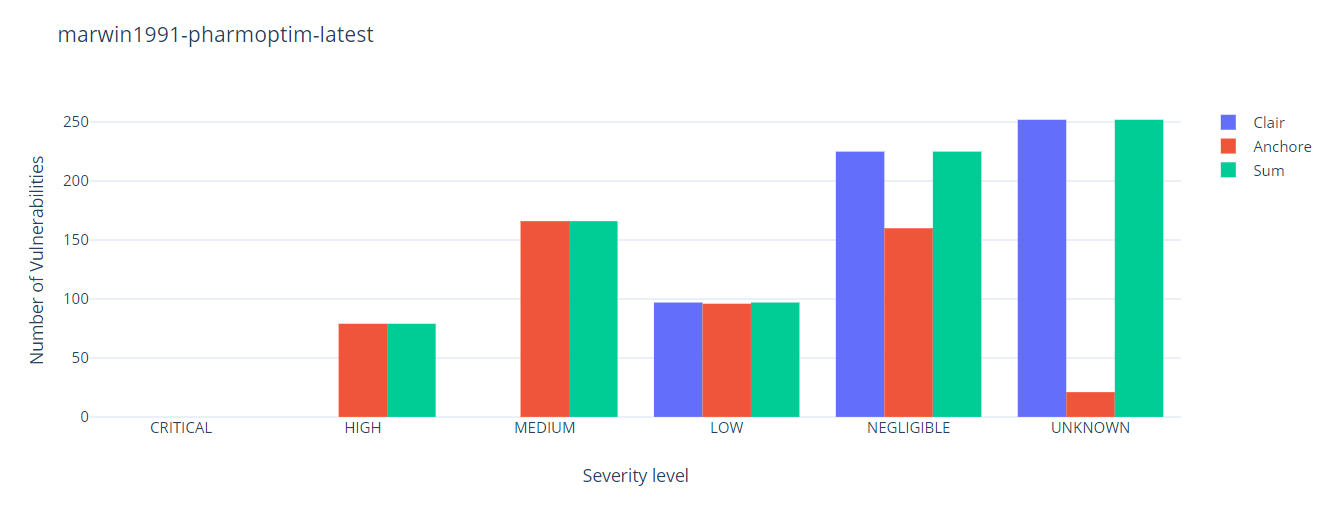 marwin1991-pharmoptim-latest
Number of Vulnerabilities
250
200
150
100
50
0
CRITICAL
HIGH
MEDIUM
LOW
NEGLIGIBLE
UNKNOWN
Severity level
Clair
Anchore
Sum